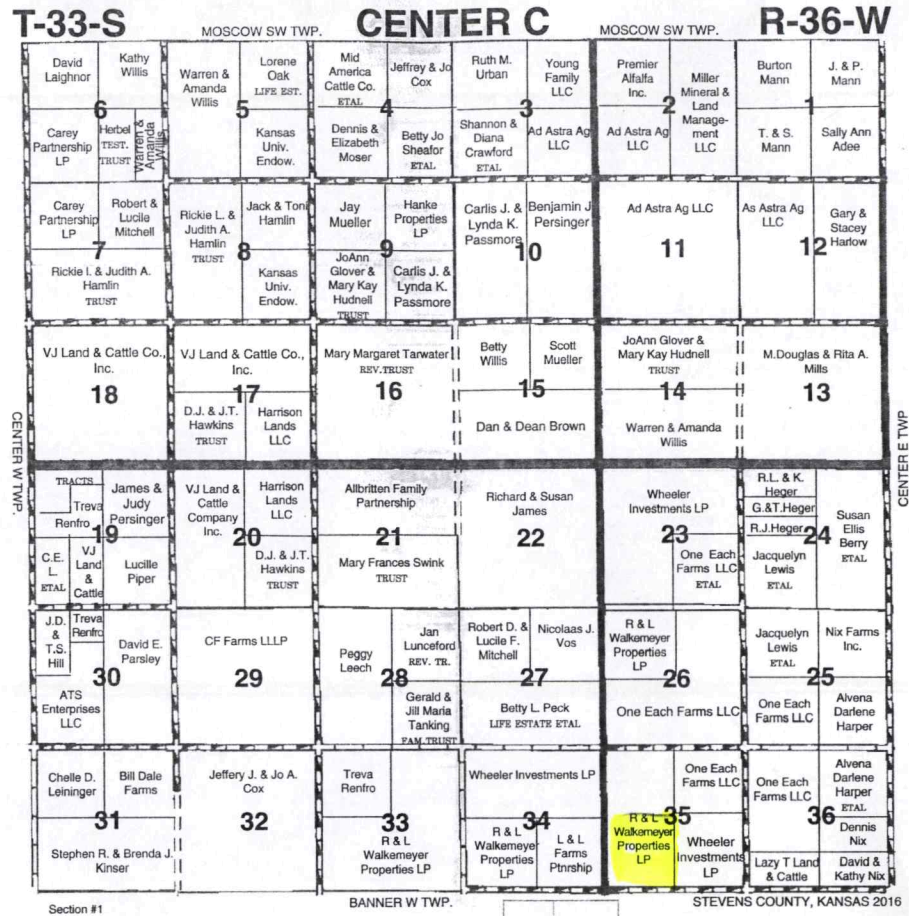 T-33-S
MOSCOW SW TWP.
CENTER C
MOSCOW SW TWP.
R-36-W
David
Laighnor
Kathy
Willis
6
Carey
Partnership
LP
Herbel
TEST.
TRUST
Warren &
Amanda
Willis
Warren &
Amanda
Willis
Lorene
Oak
LIFE EST.
5
Kansas
Univ.
Endow.
Mid
America
Cattle Co.
ETAL
Jeffrey & Jo
Cox
4
Dennis &
Elizabeth
Moser
Betty Jo
Sheafor
ETAL
Ruth M.
Urban
Young
Family
LLC
3
Shannon &
Diana
Crawford
ETAL
Ad Astra Ag
LLC
Premier
Alfalfa
Inc.
2
Miller
Mineral &
Land
Manage-
ment
LLC
Ad Astra Ag
LLC
Burton
Mann
J. & P.
Mann
1
T. & S.
Mann
Sally Ann
Adee
Carey
Partnership
LP
Robert &
Lucile
Mitchell
7
Rickie I. & Judith A.
Hamlin
TRUST
Rickie L. &
Judith A.
Hamlin
TRUST
Jack & Toni
Hamlin
8
Kansas
Univ.
Endow.
Jay
Mueller
Hanke
Properties
LP
9
JoAnn
Glover &
Mary Kay
Hudnell
TRUST
Carlis J. &
Lynda K.
Passmore
Carlis J. &
Lynda K.
Passmore
Benjamin J.
Persinger
10
Ad Astra Ag LLC
11
As Astra Ag
LLC
12
Gary &
Stacey
Harlow
VJ Land & Cattle Co.,
Inc.
18
VJ Land & Cattle Co.,
Inc.
17
D.J. & J.T.
Hawkins
TRUST
Harrison
Lands
LLC
Mary Margaret Tarwater
REV.TRUST
16
Betty
Willis
Scott
Mueller
15
Dan & Dean Brown
JoAnn Glover &
Mary Kay Hudnell
TRUST
14
Warren & Amanda
Willis
M.Douglas & Rita A.
Mills
13
CENTER W TWP.
CENTER E TWP
TRACTS
Treva
Renfro
James &
Judy
Persinger
19
C.E.
L.
ETAL
VJ
Land
&
Cattle
Lucille
Piper
VJ Land &
Cattle
Company
Inc.
Harrison
Lands
LLC
20
D.J. & J.T.
Hawkins
TRUST
Allbritten Family
Partnership
21
Mary Frances Swink
TRUST
Richard & Susan
James
22
Wheeler
Investments LP
23
One Each
Farms LLC
ETAL
R.L. & K.
Heger
G.&T.Heger
R.J.Heger
24
Jacquelyn
Lewis
ETAL
Susan
Ellis
Berry
ETAL
J.D.
&
T.S.
Hill
Treva
Renfro
David E.
Parsley
30
ATS
Enterprises
LLC
CF Farms LLLP
29
Peggy
Leech
Jan
Lunceford
REV. TR.
28
Gerald &
Jill Maria
Tanking
FAM.TRUST
Robert D. &
Lucile F.
Mitchell
Nicolaas J.
Vos
27
Betty L. Peck
LIFE ESTATE ETAL
R & L
Walkemeyer
Properties
LP
26
One Each Farms LLC
Jacquelyn
Lewis
ETAL
Nix Farms
Inc.
25
One Each
Farms LLC
Alvena
Darlene
Harper
Chelle D.
Leininger
Bill Dale
Farms
31
Stephen R. & Brenda J.
Kinser
Jeffery J. & Jo A.
Cox
32
Treva
Renfro
33
R & L
Walkemeyer
Properties LP
Wheeler Investments LP
34
R & L
Walkemeyer
Properties
LP
L & L
Farms
Ptnrship
One Each
Farms LLC
35
R & L
Walkemeyer
Properties
LP
Wheeler
Investments
LP
One Each
Farms LLC
Alvena
Darlene
Harper
ETAL
36
Dennis
Nix
Lazy T Land
& Cattle
David &
Kathy Nix
Section #1
BANNER W TWP.
STEVENS COUNTY, KANSAS 2016